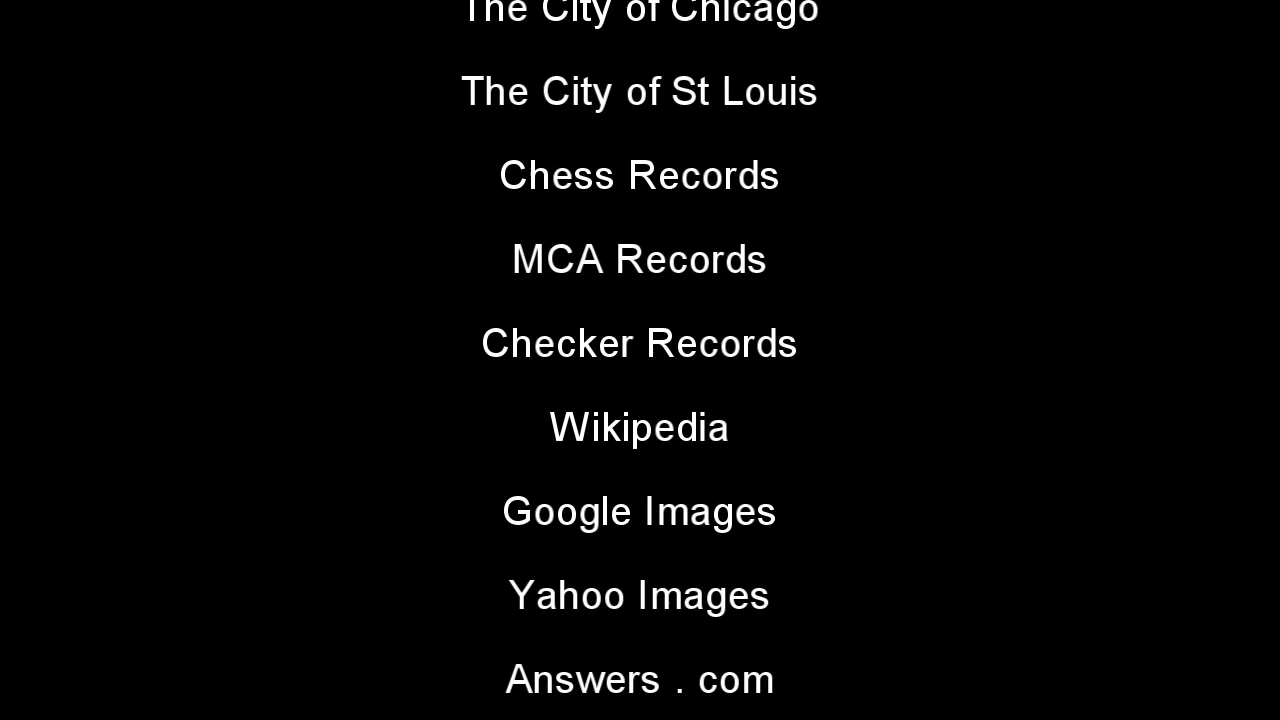 The City of Chicago
The City of St Louis
Chess Records
MCA Records
Checker Records
Wikipedia
Google Images
Yahoo Images
Answers . com